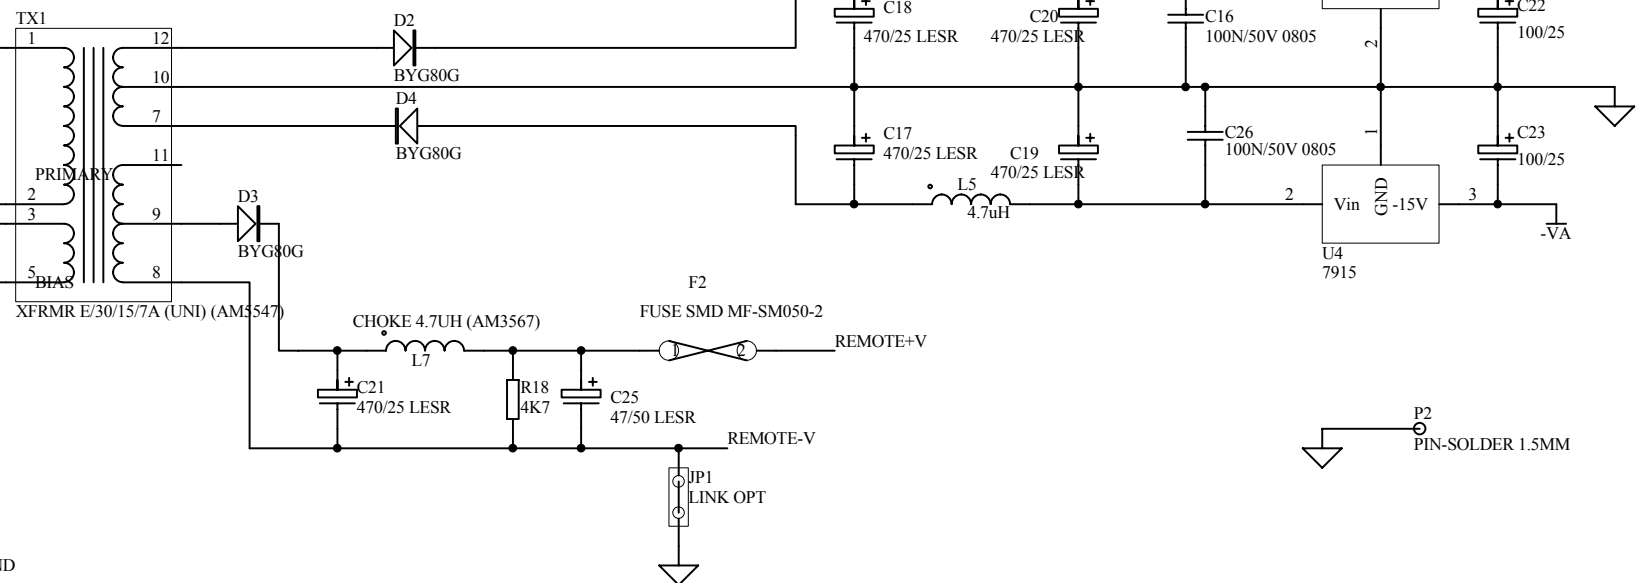 TX1
1
12
10
7
11
PRIMARY
2
3
9
8
5
BIAS
XFRMR E/30/15/7A (UNI) (AM5547)
D2
BYG80G
D4
BYG80G
D3
BYG80G
+
C18
470/25 LESR
C20
+
470/25 LESR
C16
100N/50V 0805
2
+
C22
100/25
+
C17
470/25 LESR
+
C19
470/25 LESR
C26
100N/50V 0805
1
+
C23
100/25
L5
4.7uH
2
Vin
GND
-15V
3
U4
7915
-VA
F2
FUSE SMD MF-SM050-2
CHOKE 4.7UH (AM3567)
L7
1
2
REMOTE+V
+
C21
470/25 LESR
R18
4K7
+
C25
47/50 LESR
REMOTE-V
JP1
LINK OPT
P2
PIN-SOLDER 1.5MM